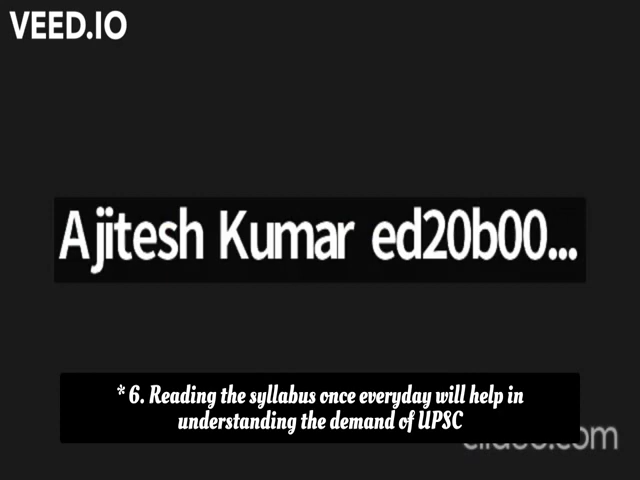 VEED.IO
Ajitesh Kumar ed20b00...
* 6. Reading the syllabus once everyday will help in
understanding the demand of UPSC